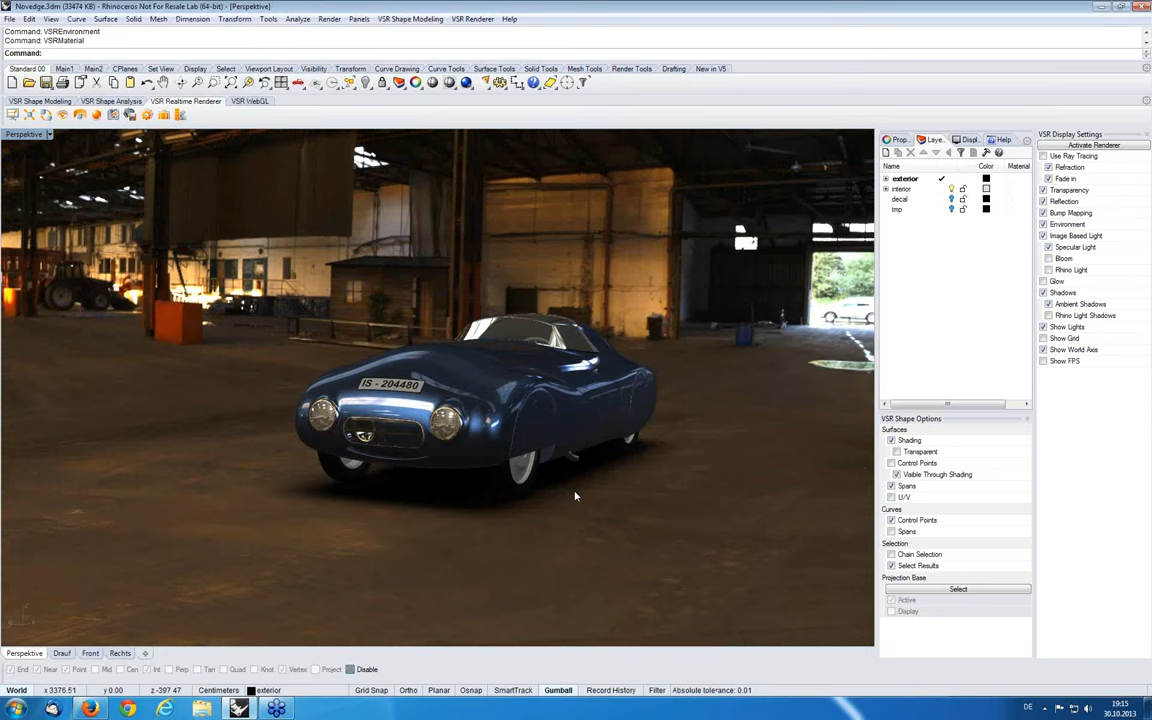 Novedge.3dm (33474 KB) - Rhinoceros Not For Resale Lab (64-bit) - [Perspektive]
File Edit View Curve Surface Solid Mesh Dimension Transform Tools Analyze Render Panels VSR Shape Modeling VSR Renderer Help
Command: VSREnvironment
Command: VSRMaterial
Command:
Standard 00 Main1 Main2 CPlanes Set View Display Select Viewport Layout Visibility Transform Curve Drawing Curve Tools Surface Tools Solid Tools Mesh Tools Render Tools Drafting New in V5
VSR Shape Modeling VSR Shape Analysis VSR Realtime Renderer VSR WebGL
Perspektive
Prop... Laye... Displ... Help
Name Color Material
exterior
interior
decal
tmp
VSR Display Settings
Activate Renderer
Use Ray Tracing
Refraction
Fade in
Transparency
Reflection
Bump Mapping
Environment
Image Based Light
Specular Light
Bloom
Rhino Light
Glow
Shadows
Ambient Shadows
Rhino Light Shadows
Show Lights
Show Grid
Show World Axis
Show FPS
IS - 204480
VSR Shape Options
Surfaces
Shading
Transparent
Control Points
Visible Through Shading
Spans
U/V
Curves
Control Points
Spans
Selection
Chain Selection
Select Results
Projection Base
Select
Active
Display
Perspektive Drauf Front Rechts
End Near Point Mid Cen Int Perp Tan Quad Knot Vertex Project Disable
World x 3376.51 y 0.00 z -397.47 Centimeters exterior Grid Snap Ortho Planar Osnap SmartTrack Gumball Record History Filter Absolute tolerance: 0.01
DE 19:15
30.10.2013